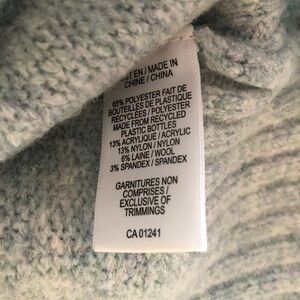 EN / MADE IN
CHINE / CHINA
65% POLYESTER FAIT DE
BOUTEILLES DE PLASTIQUE
RECYCLÉES / POLYESTER
MADE FROM RECYCLED
PLASTIC BOTTLES
13% ACRYLIQUE / ACRYLIC
13% NYLON / NYLON
6% LAINE / WOOL
3% SPANDEX / SPANDEX
GARNITURES NON
COMPRISES /
EXCLUSIVE OF
TRIMMINGS
CA 01241